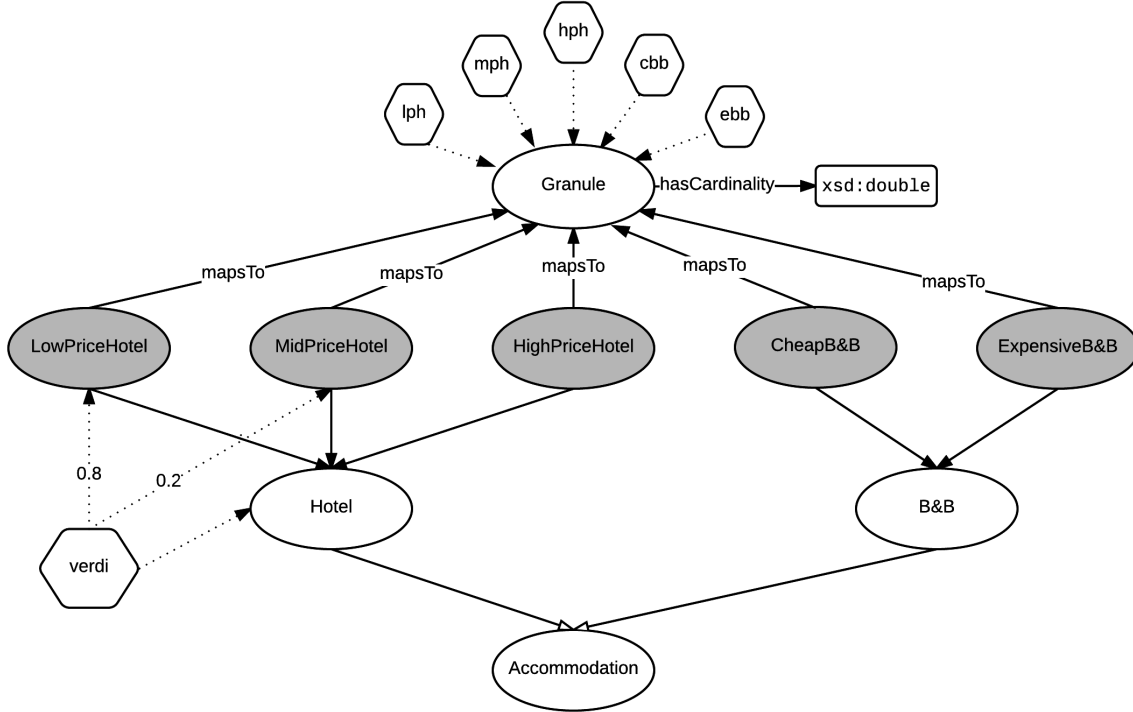 hph
mph
cbb
lph
ebb
Granule
hasCardinality
xsd:double
mapsTo
mapsTo
mapsTo
mapsTo
mapsTo
LowPriceHotel
MidPriceHotel
HighPriceHotel
CheapB&B
ExpensiveB&B
0.8
0.2
Hotel
B&B
verdi
Accommodation